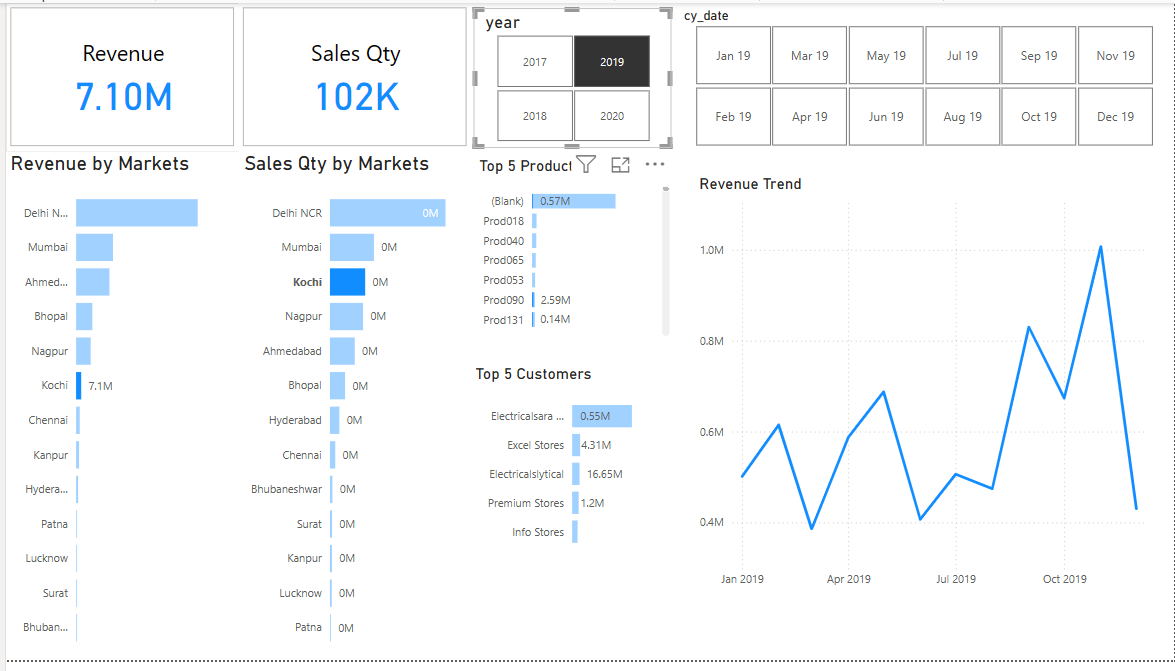 Revenue
7.10M
Sales Qty
102K
year
2017
2019
2018
2020
cy_date
Jan 19
Mar 19
May 19
Jul 19
Sep 19
Nov 19
Feb 19
Apr 19
Jun 19
Aug 19
Oct 19
Dec 19
Revenue by Markets
Delhi N...
Mumbai
Ahmed...
Bhopal
Nagpur
Kochi 7.1M
Chennai
Kanpur
Hydera...
Patna
Lucknow
Surat
Bhuban...
Sales Qty by Markets
Delhi NCR 0M
Mumbai 0M
Kochi 0M
Nagpur 0M
Ahmedabad 0M
Bhopal 0M
Hyderabad 0M
Chennai 0M
Bhubaneshwar 0M
Surat 0M
Kanpur 0M
Lucknow 0M
Patna 0M
Top 5 Product
(Blank) 0.57M
Prod018
Prod040
Prod065
Prod053
Prod090 2.59M
Prod131 0.14M
Top 5 Customers
Electricalsara ... 0.55M
Excel Stores 4.31M
Electricalslytical 16.65M
Premium Stores 1.2M
Info Stores
Revenue Trend
1.0M
0.8M
0.6M
0.4M
Jan 2019
Apr 2019
Jul 2019
Oct 2019